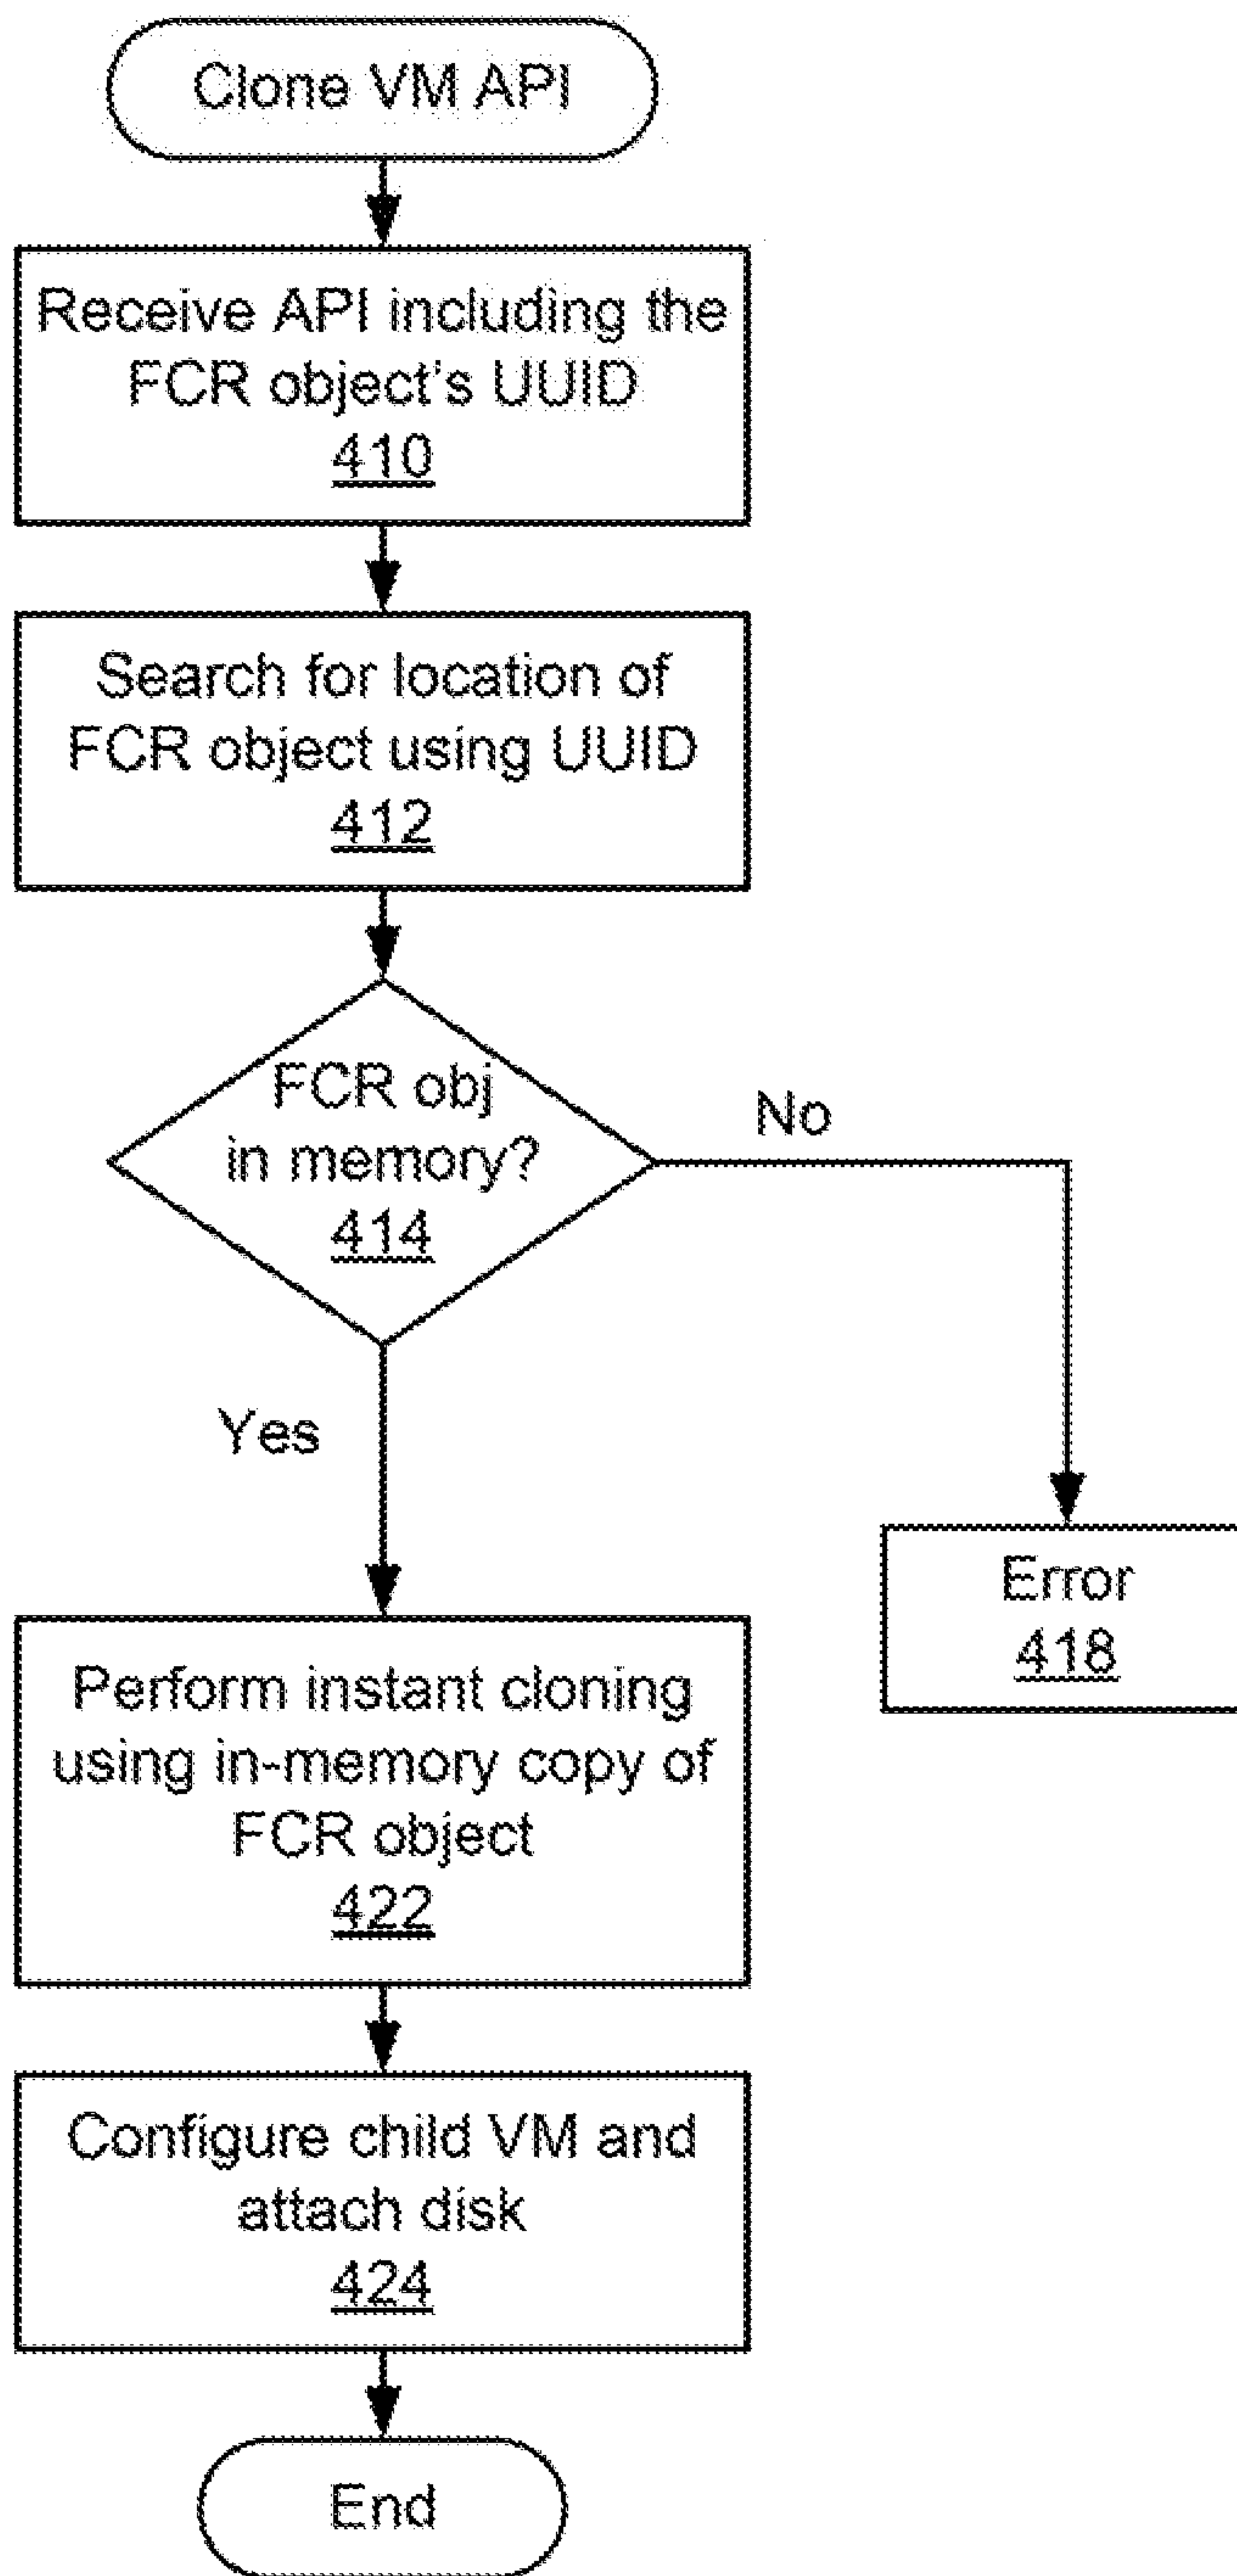 Clone VM API
Receive API including the
FCR object's UUID
410
Search for location of
FCR object using UUID
412
FCR obj
in memory?
414
No
Yes
Error
418
Perform instant cloning
using in-memory copy of
FCR object
422
Configure child VM and
attach disk
424
End